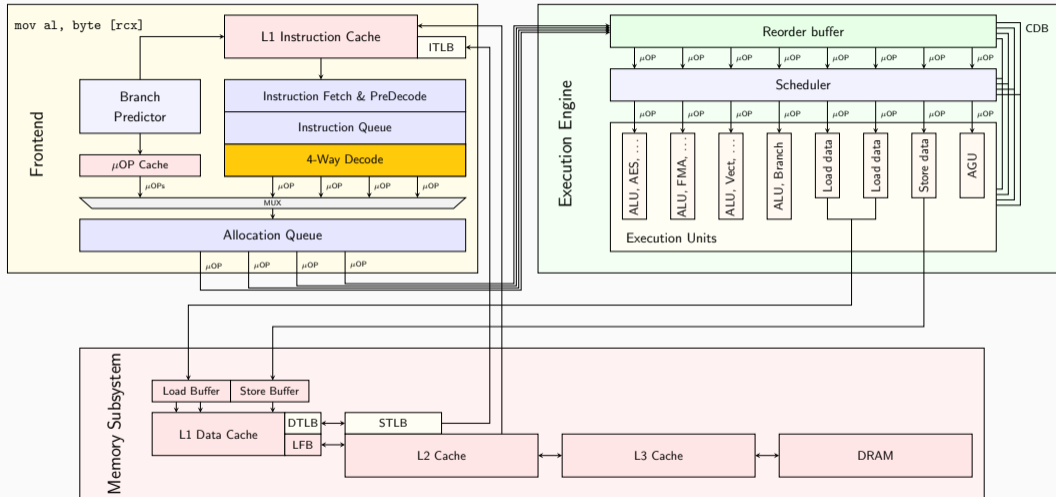 mov al, byte [rcx]
L1 Instruction Cache
ITLB
Branch
Predictor
Instruction Fetch & PreDecode
Instruction Queue
μOP Cache
4-Way Decode
μOPs
μOP
μOP
μOP
μOP
MUX
Allocation Queue
μOP
μOP
μOP
μOP
Frontend
Reorder buffer
CDB
μOP
μOP
μOP
μOP
μOP
μOP
μOP
μOP
Scheduler
μOP
μOP
μOP
μOP
μOP
μOP
μOP
μOP
ALU, AES, ...
ALU, FMA, ...
ALU, Vect, ...
ALU, Branch
Load data
Load data
Store data
AGU
Execution Units
Execution Engine
Memory Subsystem
Load Buffer
Store Buffer
L1 Data Cache
DTLB
LFB
STLB
L2 Cache
L3 Cache
DRAM